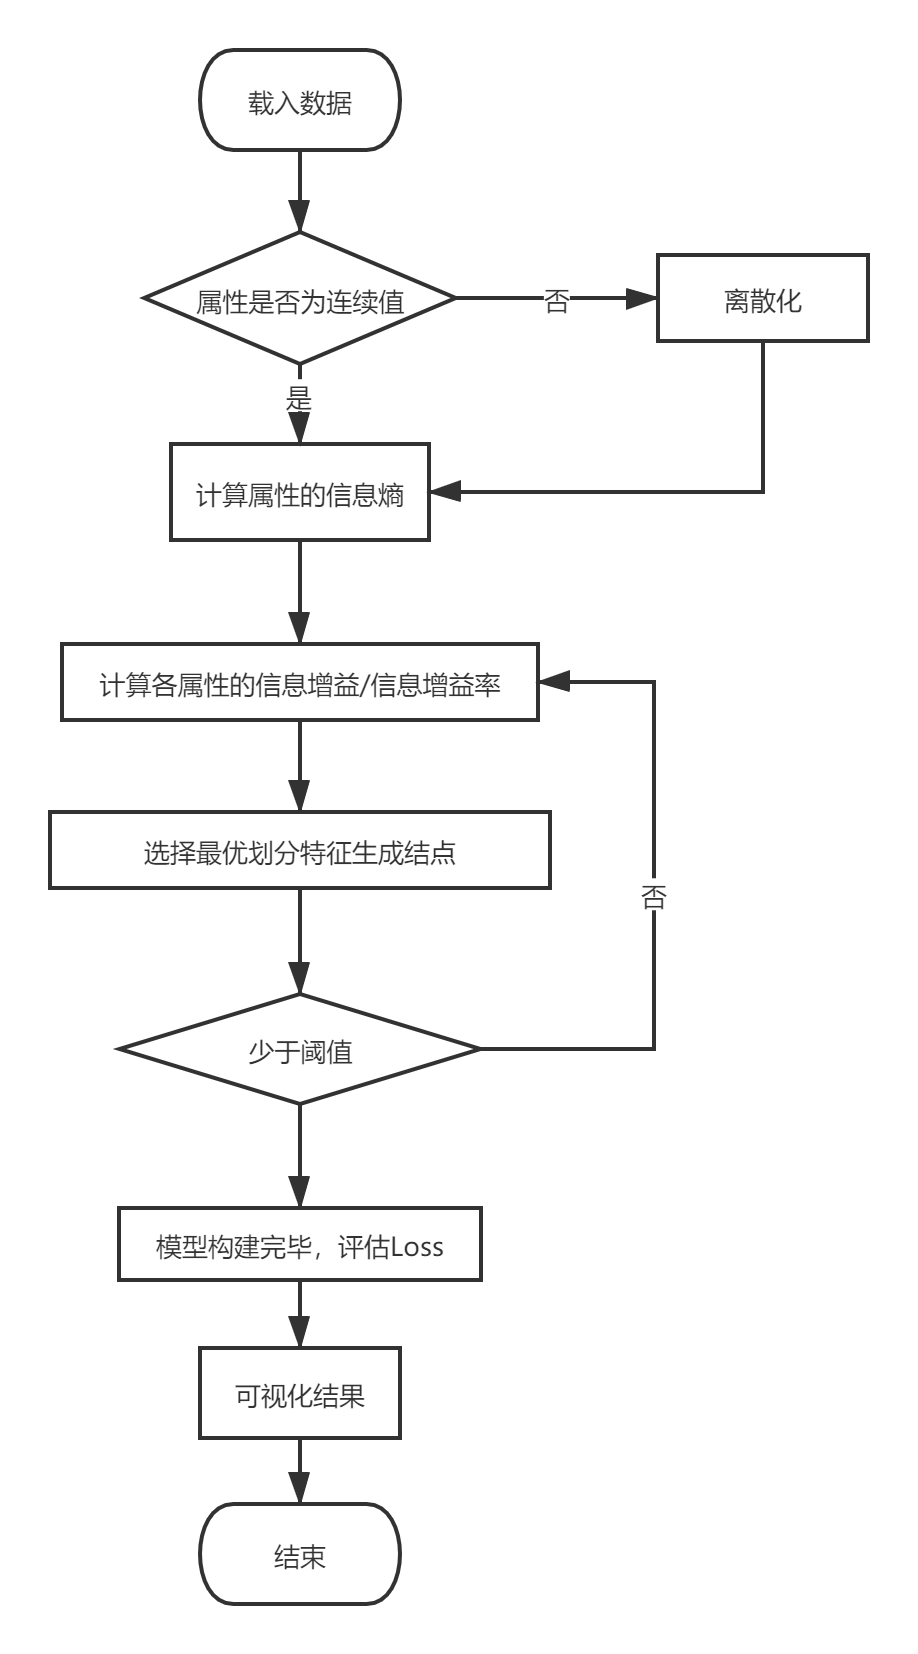 载入数据
属性是否为连续值
否
离散化
是
计算属性的信息熵
计算各属性的信息增益/信息增益率
选择最优划分特征生成结点
否
少于阈值
模型构建完毕，评估Loss
可视化结果
结束